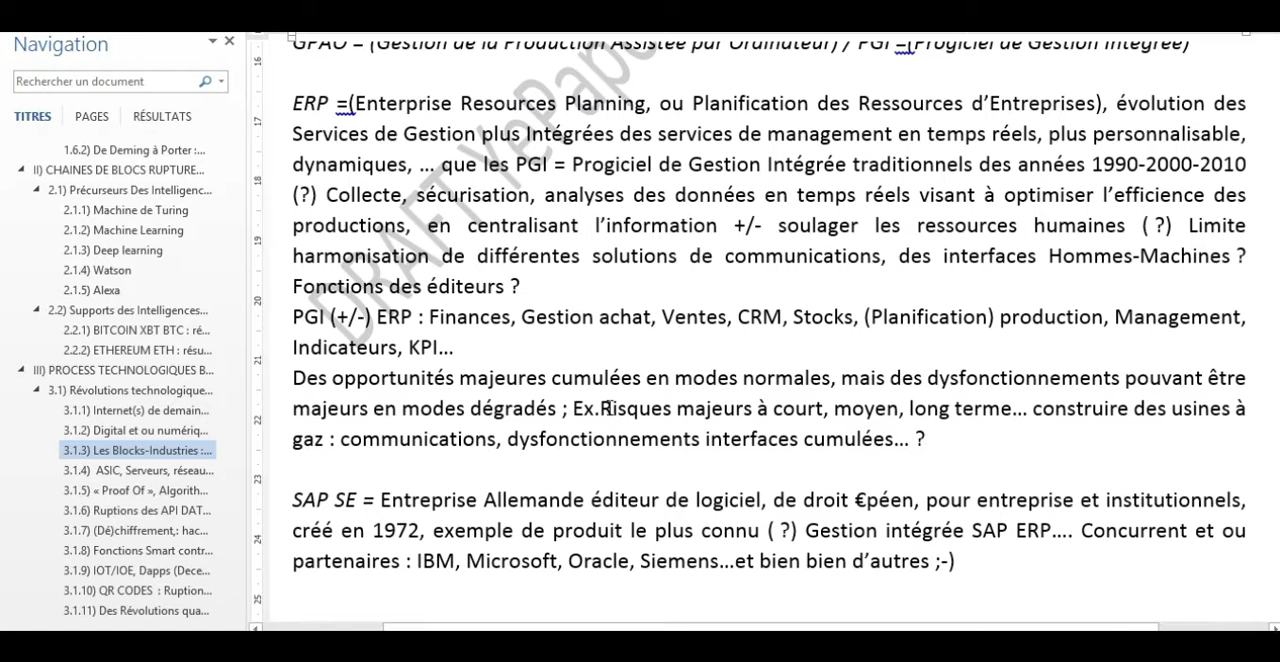 Navigation
Rechercher un document
TITRES PAGES RÉSULTATS
1.6.2) De Deming à Porter :...
II) CHAINES DE BLOCS RUPTURE...
2.1) Précurseurs Des Intelligenc...
2.1.1) Machine de Turing
2.1.2) Machine Learning
2.1.3) Deep learning
2.1.4) Watson
2.1.5) Alexa
2.2) Supports des Intelligences...
2.2.1) BITCOIN XBT BTC : ré...
2.2.2) ETHEREUM ETH : résu...
III) PROCESS TECHNOLOGIQUES B...
3.1) Révolutions technologique...
3.1.1) Internet(s) de demain...
3.1.2) Digital et ou numériq...
3.1.3) Les Blocks-Industries :...
3.1.4) ASIC, Serveurs, réseau...
3.1.5) « Proof Of », Algorith...
3.1.6) Ruptions des API DAT...
3.1.7) (Dé)chiffrement,: hac...
3.1.8) Fonctions Smart contr...
3.1.9) IOT/IOE, Dapps (Dece...
3.1.10) QR CODES : Ruption...
3.1.11) Des Révolutions qua...
16
17
18
19
20
21
22
23
24
25
GPAO = (Gestion de la Production Assistée par Ordinateur) / PGI =(Progiciel de Gestion Intégrée)
ERP =(Enterprise Resources Planning, ou Planification des Ressources d’Entreprises), évolution des
Services de Gestion plus Intégrées des services de management en temps réels, plus personnalisable,
dynamiques, ... que les PGI = Progiciel de Gestion Intégrée traditionnels des années 1990-2000-2010
(?) Collecte, sécurisation, analyses des données en temps réels visant à optimiser l’efficience des
productions, en centralisant l’information +/- soulager les ressources humaines ( ?) Limite
harmonisation de différentes solutions de communications, des interfaces Hommes-Machines ?
Fonctions des éditeurs ?
PGI (+/-) ERP : Finances, Gestion achat, Ventes, CRM, Stocks, (Planification) production, Management,
Indicateurs, KPI...
Des opportunités majeures cumulées en modes normales, mais des dysfonctionnements pouvant être
majeurs en modes dégradés ; Ex.Risques majeurs à court, moyen, long terme... construire des usines à
gaz : communications, dysfonctionnements interfaces cumulées... ?
SAP SE = Entreprise Allemande éditeur de logiciel, de droit €péen, pour entreprise et institutionnels,
créé en 1972, exemple de produit le plus connu ( ?) Gestion intégrée SAP ERP.... Concurrent et ou
partenaires : IBM, Microsoft, Oracle, Siemens...et bien bien d’autres ;-)
DRAFT YePap